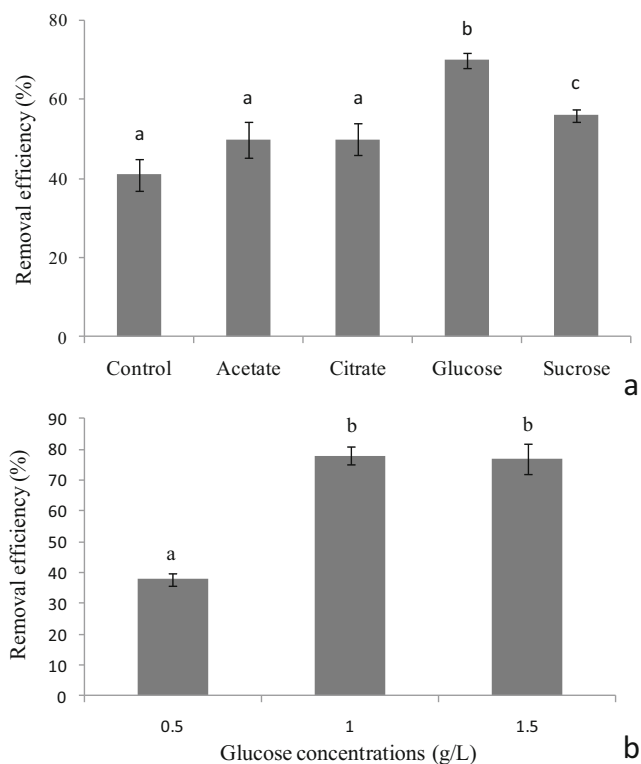 80
60
40
20
0
Removal efficiency (%)
a
a
a
b
c
Control Acetate Citrate Glucose Sucrose
a
90
80
70
60
50
40
30
20
10
0
Removal efficiency (%)
a
b
b
0.5 1 1.5
Glucose concentrations (g/L)
b